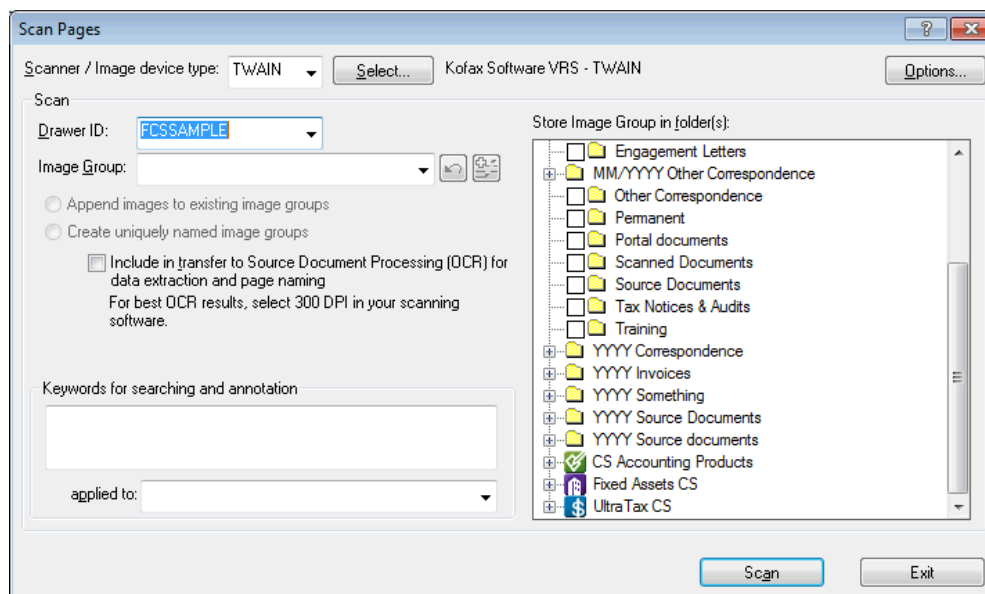 Scan Pages
Scanner / Image device type:
TWAIN
Select...
Kofax Software VRS - TWAIN
Options...
Scan
Drawer ID:
FCSSAMPLE
Image Group:
Append images to existing image groups
Create uniquely named image groups
Include in transfer to Source Document Processing (OCR) for
data extraction and page naming
For best OCR results, select 300 DPI in your scanning
software.
Keywords for searching and annotation
applied to:
Store Image Group in folder(s):
Engagement Letters
MM/YYYY Other Correspondence
Other Correspondence
Permanent
Portal documents
Scanned Documents
Source Documents
Tax Notices & Audits
Training
YYYY Correspondence
YYYY Invoices
YYYY Something
YYYY Source Documents
YYYY Source documents
CS Accounting Products
Fixed Assets CS
UltraTax CS
Scan
Exit